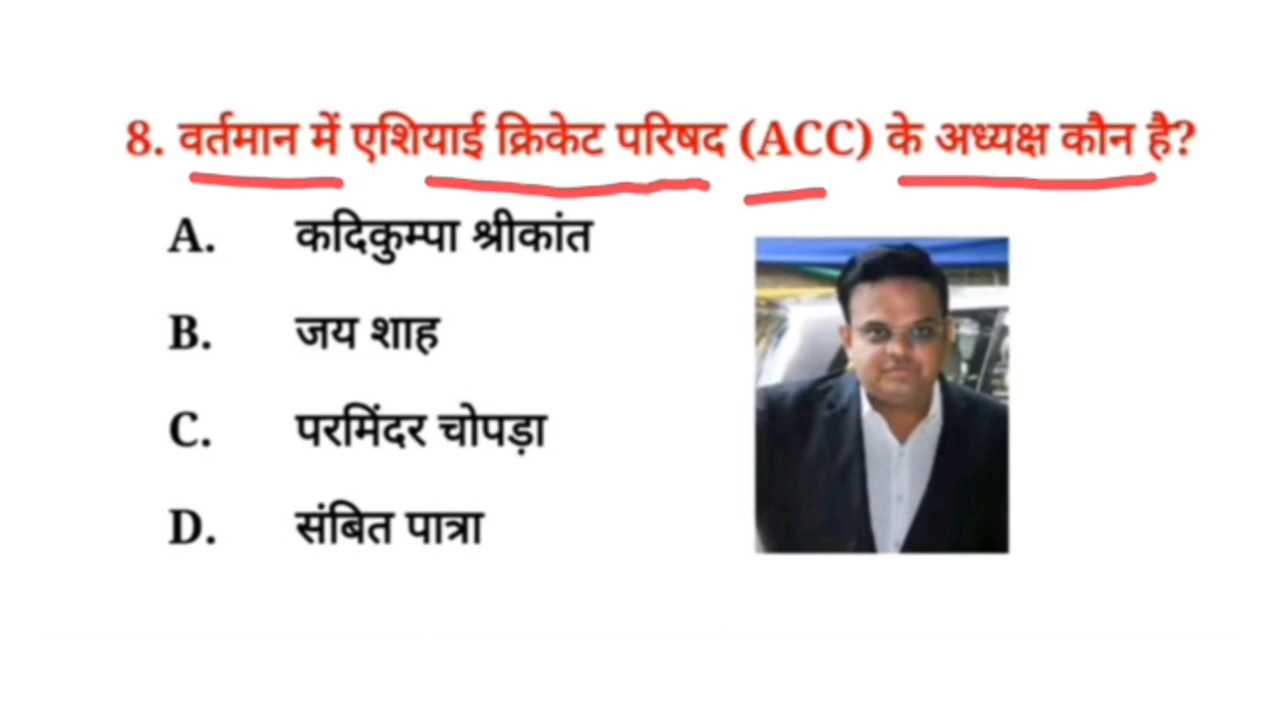 8. वर्तमान में एशियाई क्रिकेट परिषद (ACC) के अध्यक्ष कौन है?
A. कदिकुम्पा श्रीकांत
B. जय शाह
C. परमिंदर चोपड़ा
D. संबित पात्रा